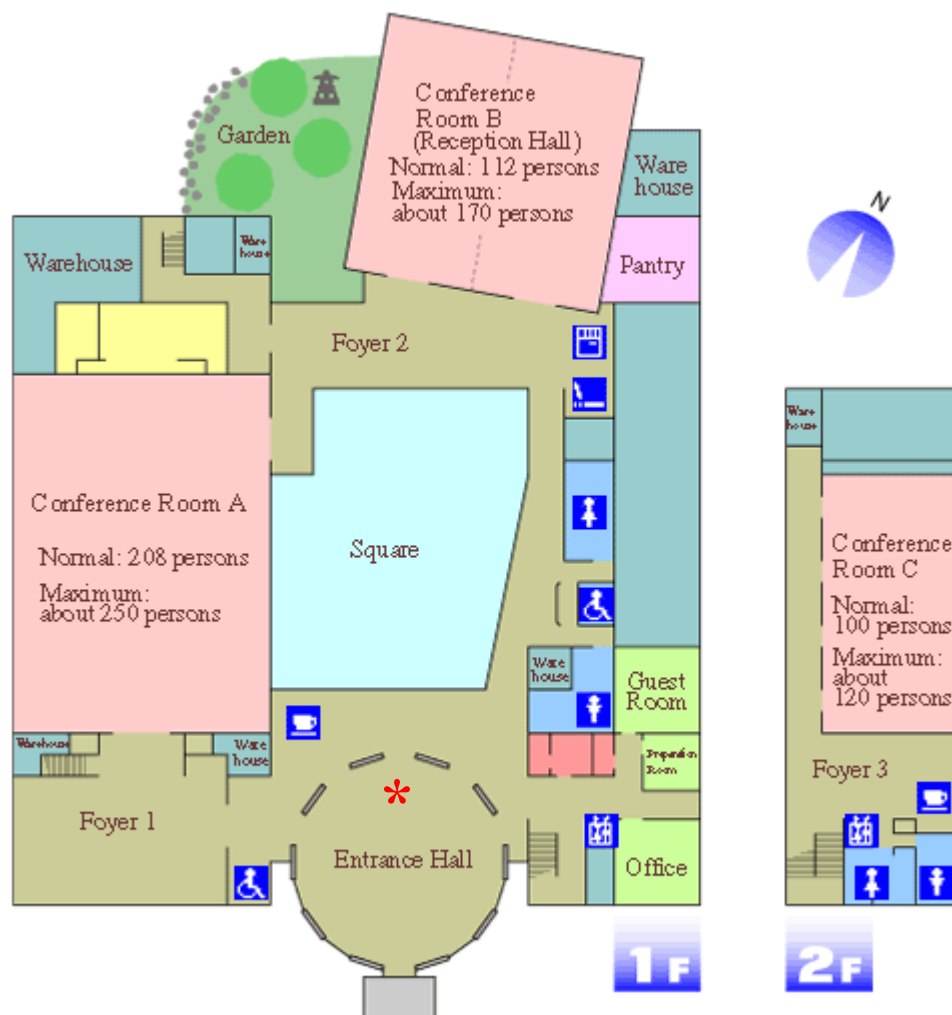 Conference
Room B
(Reception Hall)
Normal: 112 persons
Maximum:
about 170 persons
Garden
Ware
house
N
Warehouse
Ware
house
Pantry
Foyer 2
Ware
house
Conference Room A
Normal: 208 persons
Maximum:
about 250 persons
Square
Conference
Room C
Normal:
100 persons
Maximum:
about
120 persons
Ware
house
Guest
Room
Warehouse
Ware
house
Preparation
Room
Foyer 3
*
Foyer 1
Entrance Hall
Office
1F
2F